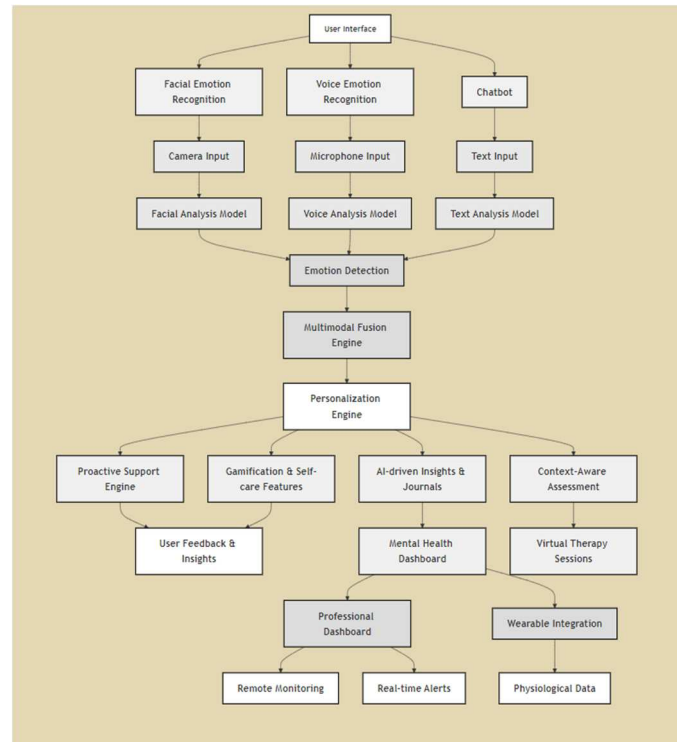 User Interface
Facial Emotion
Recognition
Voice Emotion
Recognition
Chatbot
Camera Input
Microphone Input
Text Input
Facial Analysis Model
Voice Analysis Model
Text Analysis Model
Emotion Detection
Multimodal Fusion
Engine
Personalization
Engine
Proactive Support
Engine
Gamification & Self-
care Features
AI-driven Insights &
Journals
Context-Aware
Assessment
User Feedback &
Insights
Mental Health
Dashboard
Virtual Therapy
Sessions
Professional
Dashboard
Wearable Integration
Remote Monitoring
Real-time Alerts
Physiological Data